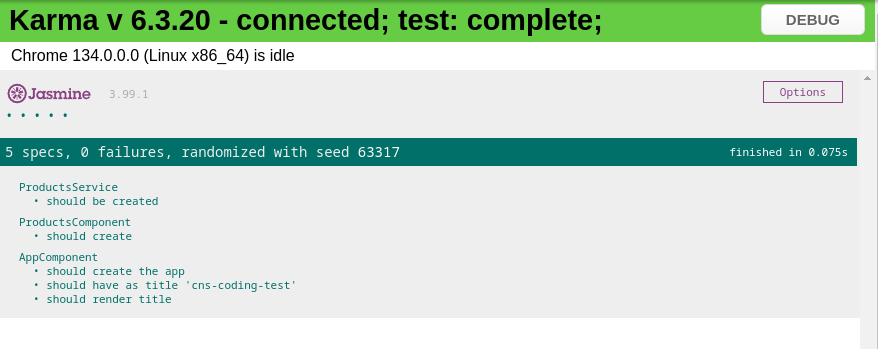 Karma v 6.3.20 - connected; test: complete;
DEBUG
Chrome 134.0.0.0 (Linux x86_64) is idle
Jasmine 3.99.1
Options
• • • • •
5 specs, 0 failures, randomized with seed 63317
finished in 0.075s
ProductsService
• should be created
ProductsComponent
• should create
AppComponent
• should create the app
• should have as title 'cns-coding-test'
• should render title